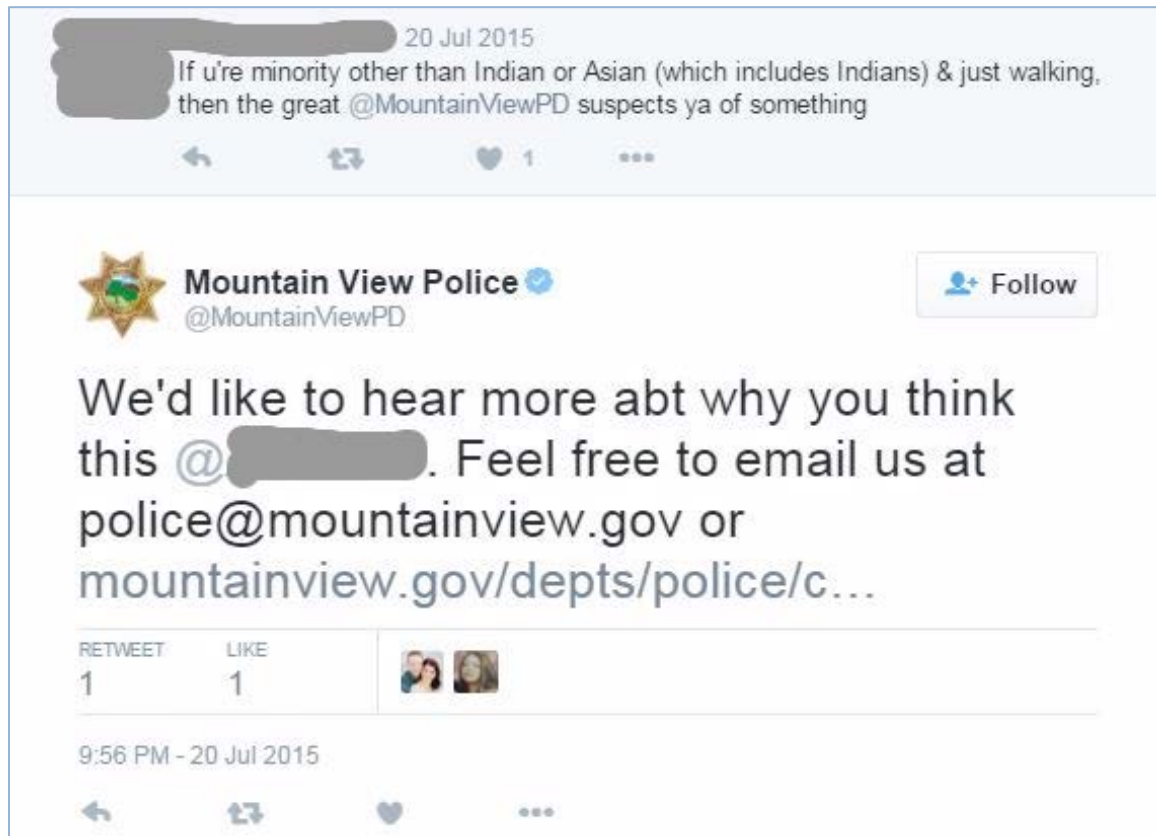 20 Jul 2015
If u're minority other than Indian or Asian (which includes Indians) & just walking,
then the great @MountainViewPD suspects ya of something
1
Mountain View Police
@MountainViewPD
Follow
We'd like to hear more abt why you think
this @ . Feel free to email us at
police@mountainview.gov or
mountainview.gov/depts/police/c...
RETWEET LIKE
1 1
9:56 PM - 20 Jul 2015